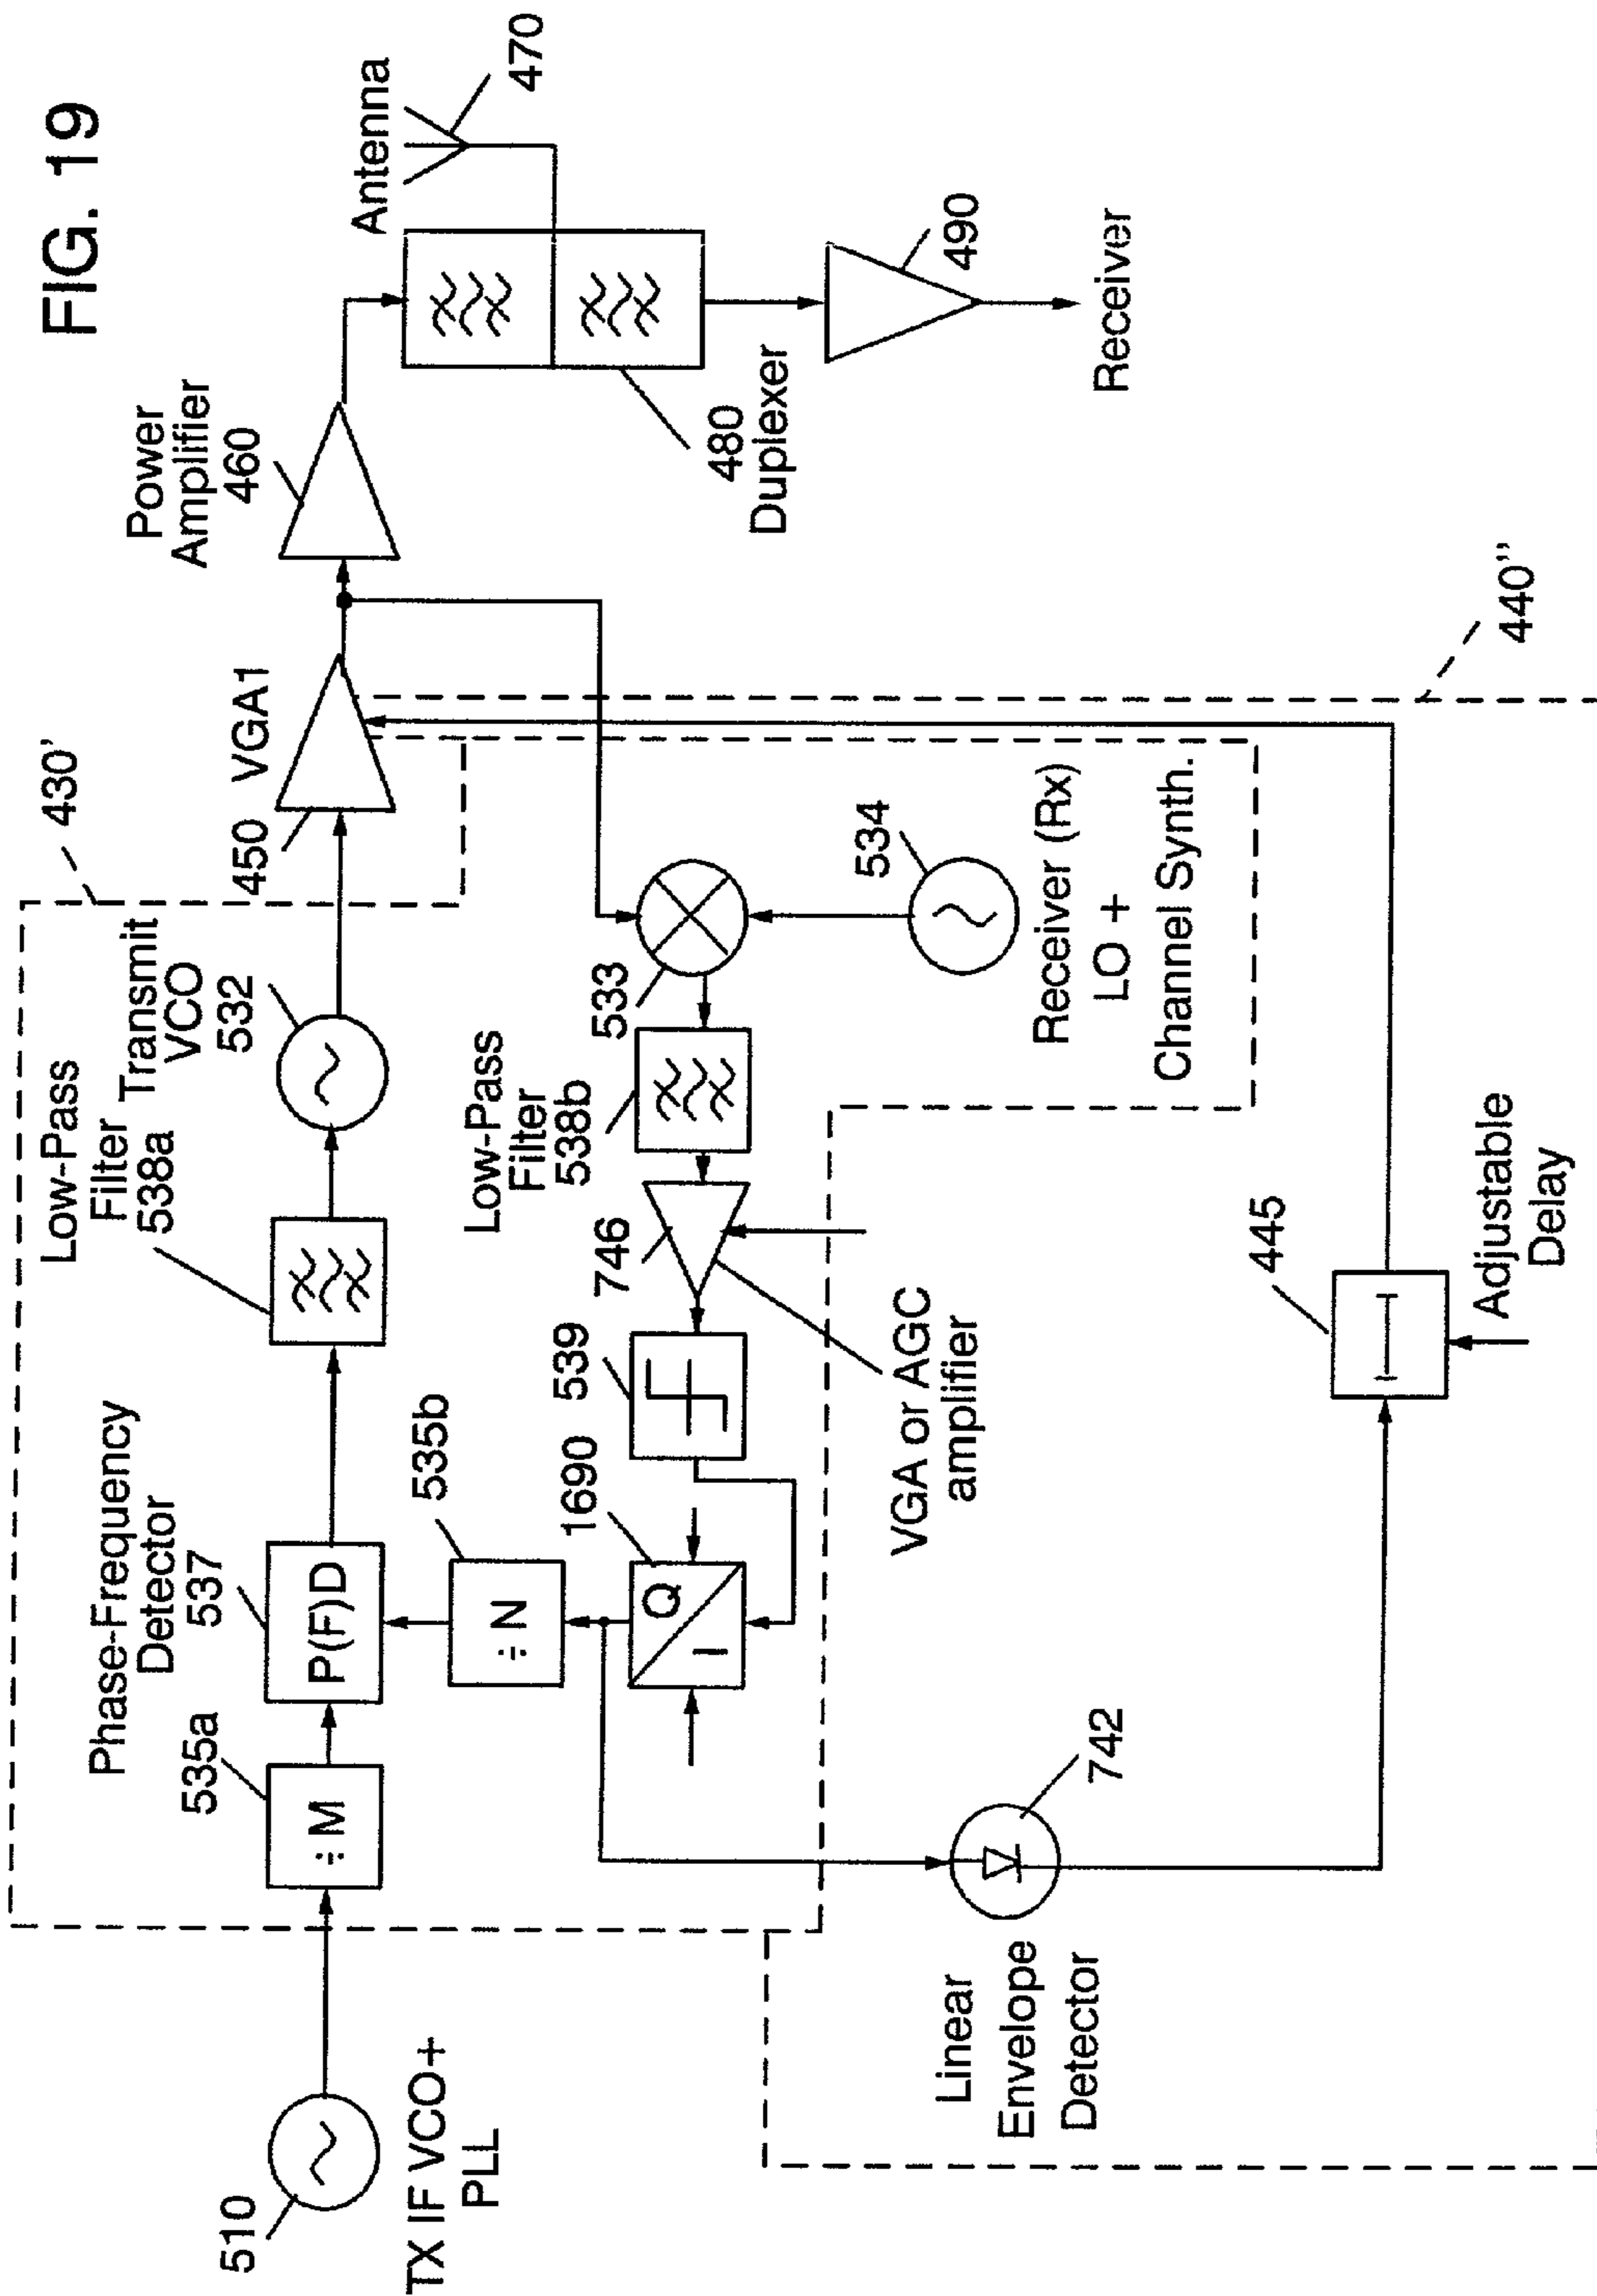 FIG. 19
430'
Low-Pass
Filter
538a
Transmit
VCO
532
450
VGA1
Power
Amplifier
460
Antenna
470
Phase-Frequency
Detector
537
535a
÷M
P(F)D
510
TX IF VCO+
PLL
535b
÷N
1690
Q
I
539
746
Low-Pass
Filter
538b
533
534
Receiver (Rx)
LO +
Channel Synth.
VGA or AGC
amplifier
480
Duplexer
490
Receiver
440''
Linear
Envelope
Detector
742
445
Adjustable
Delay